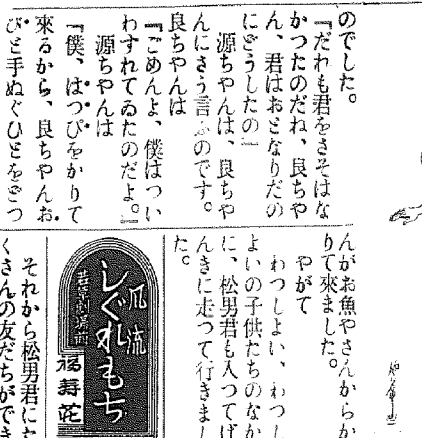 のでした。
『だれも君をさそはな
かつたのだね、良ちや
ん、君はおとなりだの
にどうしたの』
源ちやんは、良ちや
んにさう言ふのです。
良ちやんは
『ごめんよ、僕はつい
わすれてゐたのだよ。』
源ちやんは
『僕、はつぴをかりて
來るから、良ちやんお
びと手ぬぐひとをどつ
んがお魚やさんからか
りて來ました。
やがて
わつしよい、わつし
よいの子供たちのなか
に、松男君も入つてげ
んきに走つて行きまし
た。
風流
しぐれもち
福寿花
それから松男君にた
くさんの友だちができ